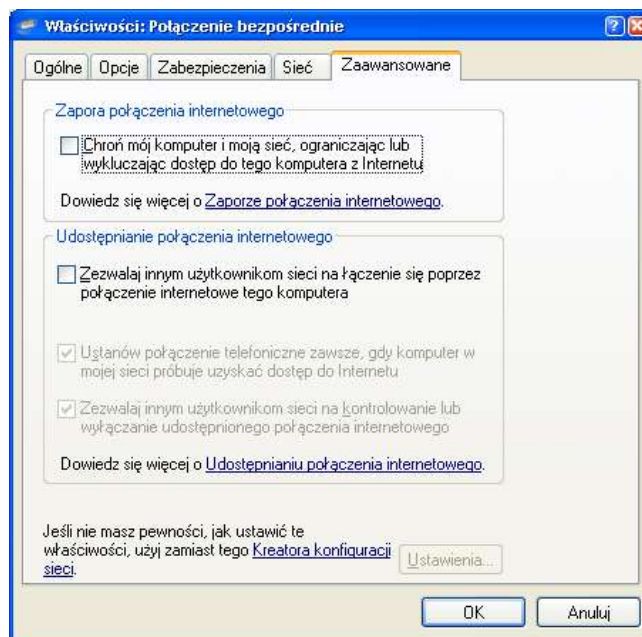 Właściwości: Połączenie bezpośrednie
Ogólne Opcje Zabezpieczenia Sieć Zaawansowane
Zapora połączenia internetowego
Chroń mój komputer i moją sieć, ograniczając lub
wykluczając dostęp do tego komputera z Internetu
Dowiedz się więcej o Zaporze połączenia internetowego.
Udostępnianie połączenia internetowego
Zezwalaj innym użytkownikom sieci na łączenie się poprzez
połączenie internetowe tego komputera
Ustanów połączenie telefoniczne zawsze, gdy komputer w
mojej sieci próbuje uzyskać dostęp do Internetu
Zezwalaj innym użytkownikom sieci na kontrolowanie lub
wyłączanie udostępnionego połączenia internetowego
Dowiedz się więcej o Udostępnianiu połączenia internetowego.
Jeśli nie masz pewności, jak ustawić te
właściwości, użyj zamiast tego Kreatora konfiguracji
sieci.
Ustawienia...
OK Anuluj